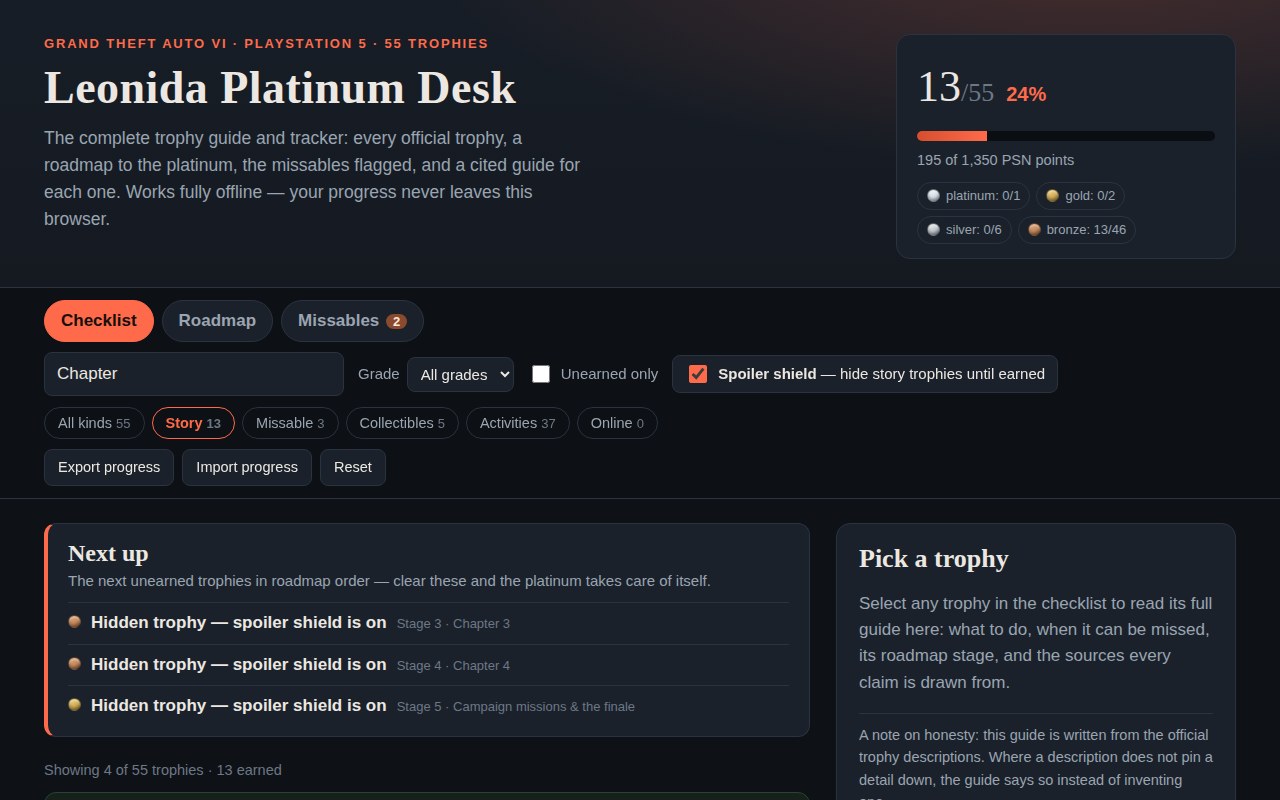 GRAND THEFT AUTO VI · PLAYSTATION 5 · 55 TROPHIES
Leonida Platinum Desk
The complete trophy guide and tracker: every official trophy, a
roadmap to the platinum, the missables flagged, and a cited guide for
each one. Works fully offline — your progress never leaves this
browser.
13/55 24%
195 of 1,350 PSN points
platinum: 0/1
gold: 0/2
silver: 0/6
bronze: 13/46
Checklist
Roadmap
Missables 2
Chapter
Grade
All grades
Unearned only
Spoiler shield — hide story trophies until earned
All kinds 55
Story 13
Missable 3
Collectibles 5
Activities 37
Online 0
Export progress
Import progress
Reset
Next up
The next unearned trophies in roadmap order — clear these and the platinum takes care of itself.
Hidden trophy — spoiler shield is on Stage 3 · Chapter 3
Hidden trophy — spoiler shield is on Stage 4 · Chapter 4
Hidden trophy — spoiler shield is on Stage 5 · Campaign missions & the finale
Showing 4 of 55 trophies · 13 earned
Pick a trophy
Select any trophy in the checklist to read its full
guide here: what to do, when it can be missed,
its roadmap stage, and the sources every
claim is drawn from.
A note on honesty: this guide is written from the official
trophy descriptions. Where a description does not pin a
detail down, the guide says so instead of inventing